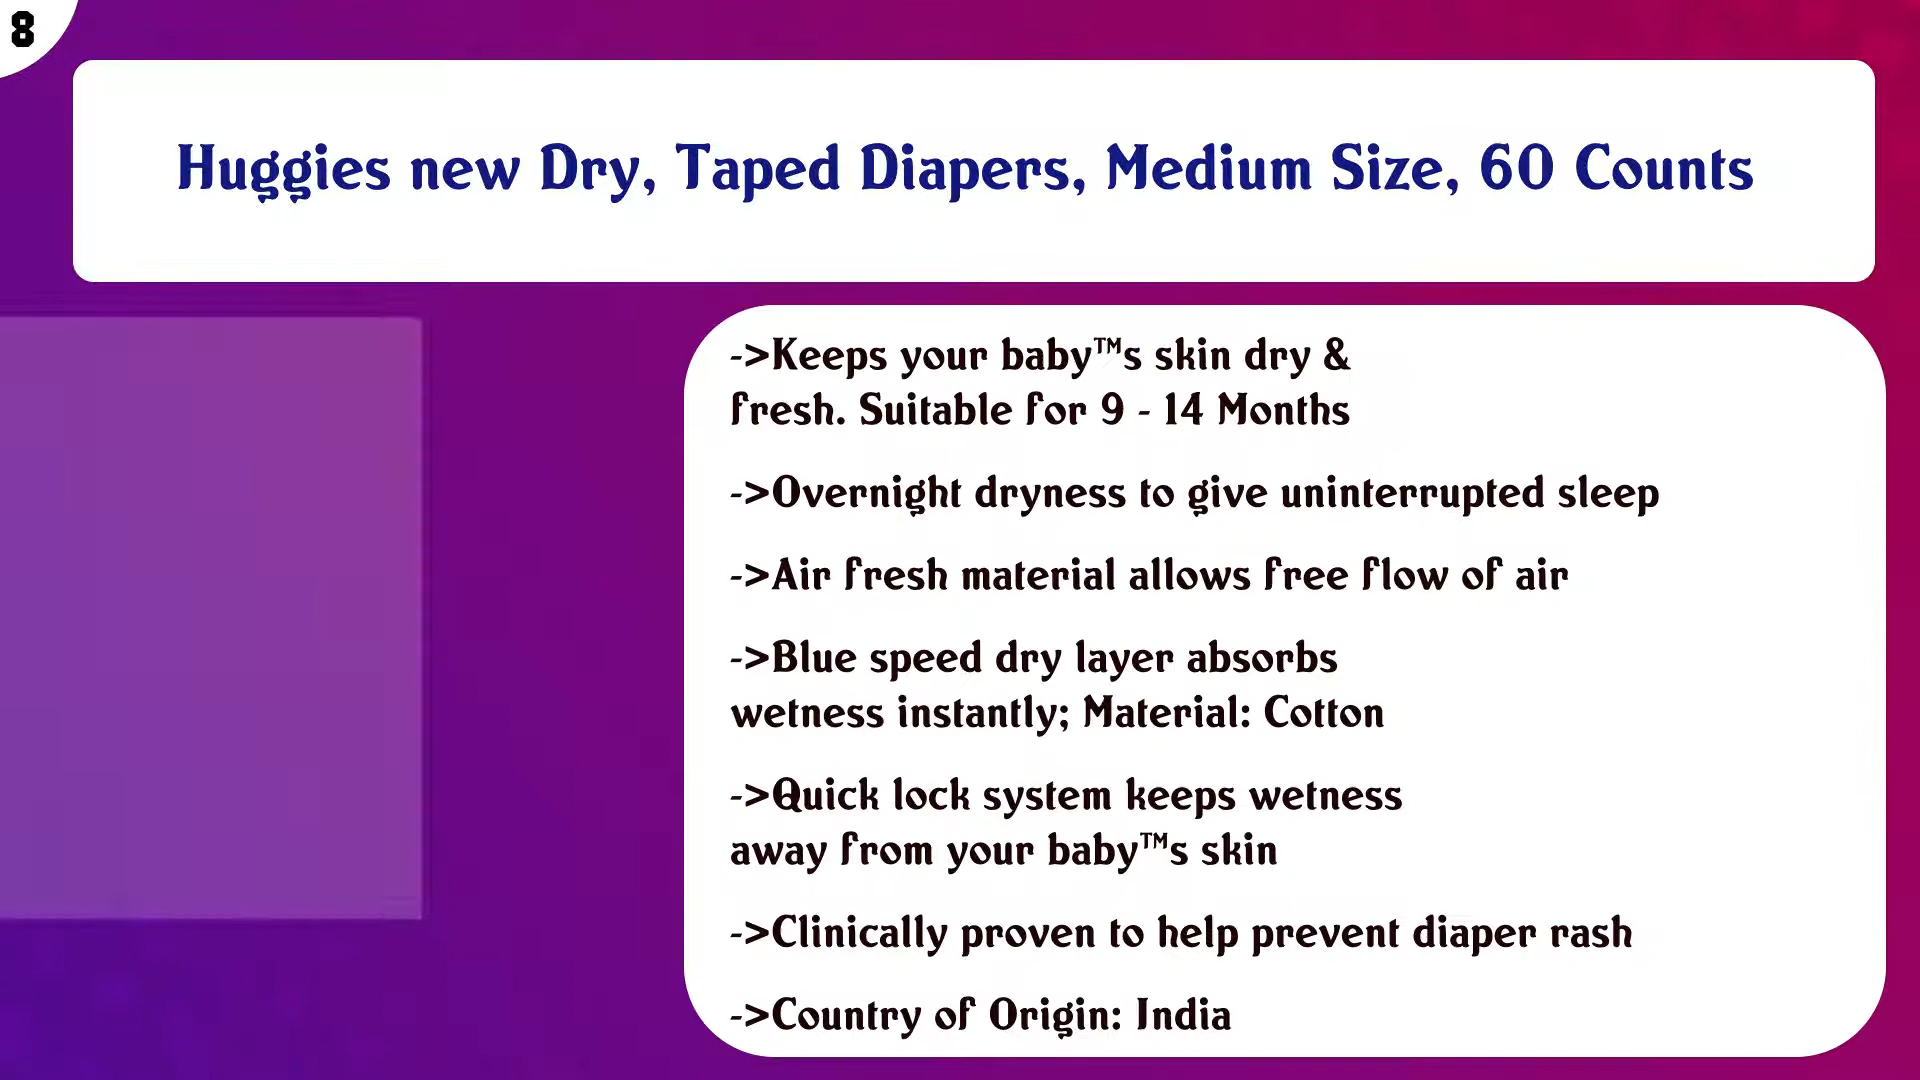 8
Huggies new Dry, Taped Diapers, Medium Size, 60 Counts
->Keeps your baby™s skin dry &
fresh. Suitable for 9 - 14 Months
->Overnight dryness to give uninterrupted sleep
->Air fresh material allows free flow of air
->Blue speed dry layer absorbs
wetness instantly; Material: Cotton
->Quick lock system keeps wetness
away from your baby™s skin
->Clinically proven to help prevent diaper rash
->Country of Origin: India